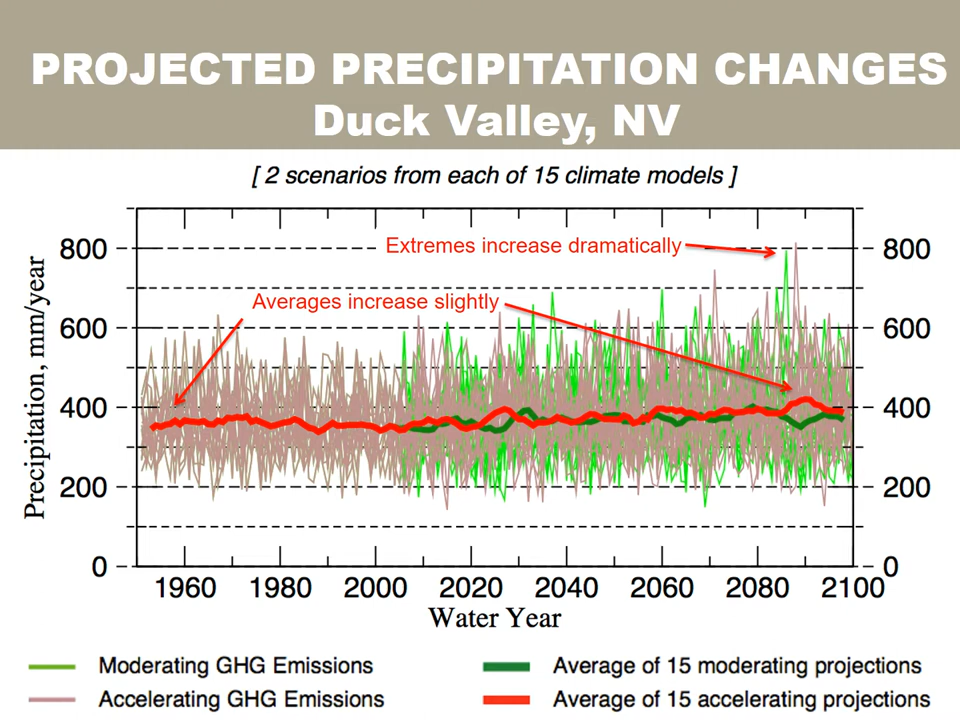 PROJECTED PRECIPITATION CHANGES
Duck Valley, NV
[ 2 scenarios from each of 15 climate models ]
Precipitation, mm/year
800
600
400
200
0
Extremes increase dramatically
Averages increase slightly
800
600
400
200
0
1960 1980 2000 2020 2040 2060 2080 2100
Water Year
Moderating GHG Emissions
Average of 15 moderating projections
Accelerating GHG Emissions
Average of 15 accelerating projections